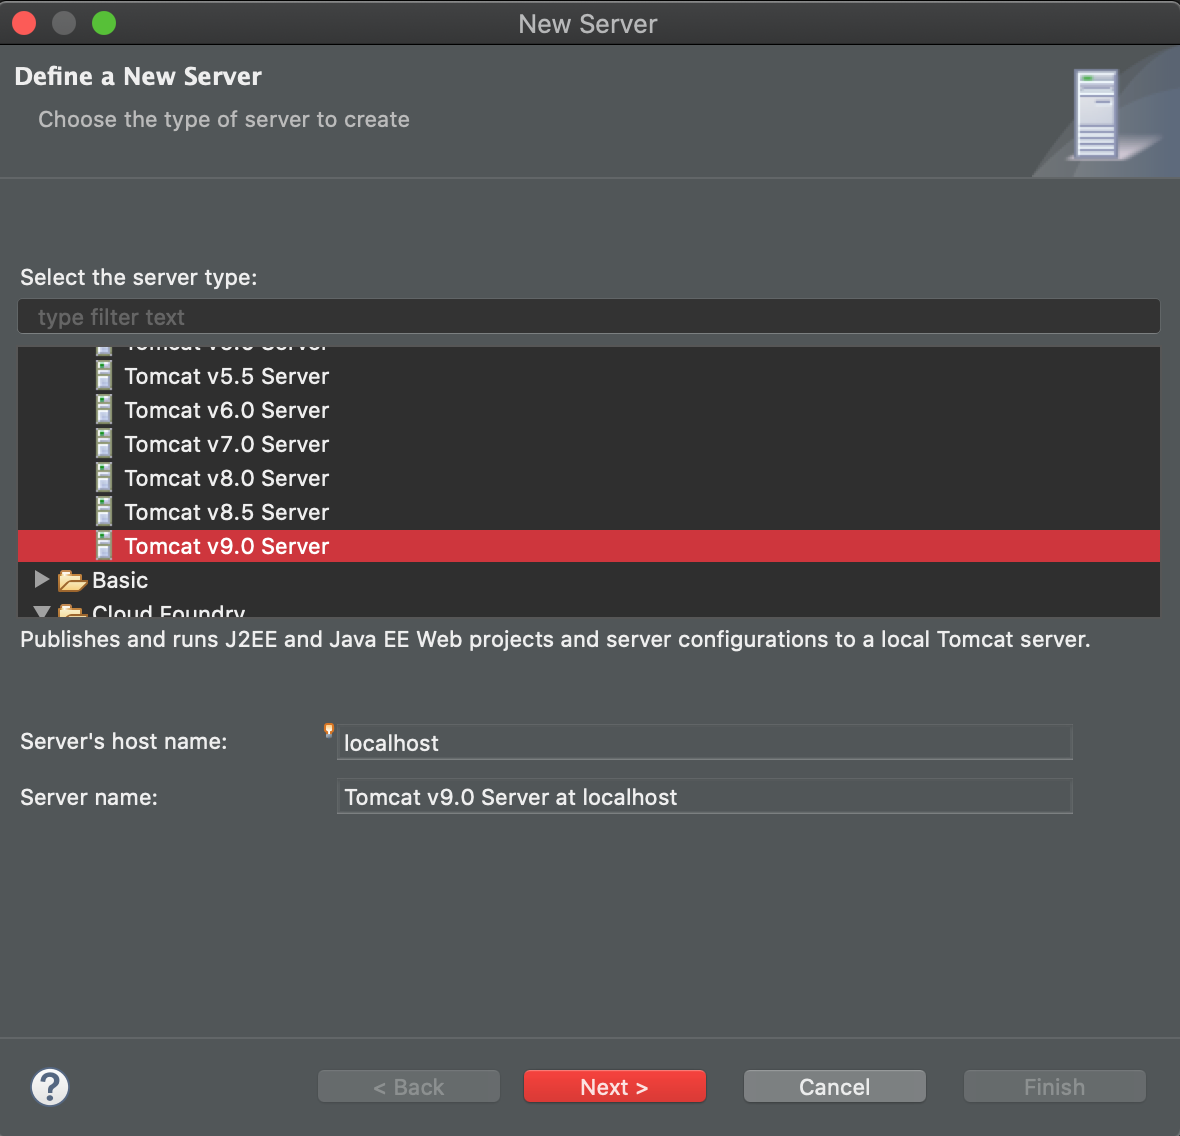 New Server
Define a New Server
Choose the type of server to create
Select the server type:
type filter text
Tomcat v5.5 Server
Tomcat v6.0 Server
Tomcat v7.0 Server
Tomcat v8.0 Server
Tomcat v8.5 Server
Tomcat v9.0 Server
Basic
Cloud Foundry
Publishes and runs J2EE and Java EE Web projects and server configurations to a local Tomcat server.
Server's host name:
localhost
Server name:
Tomcat v9.0 Server at localhost
?
< Back
Next >
Cancel
Finish